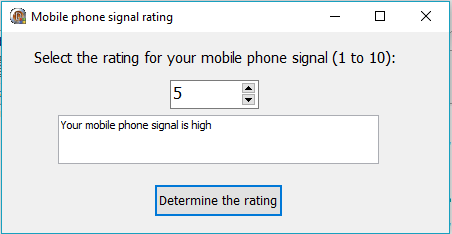 Mobile phone signal rating
Select the rating for your mobile phone signal (1 to 10):
5
Your mobile phone signal is high
Determine the rating